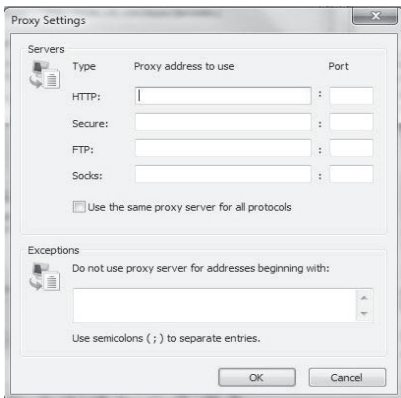 Proxy Settings
Servers
Type Proxy address to use Port
HTTP: :
Secure: :
FTP: :
Socks: :
Use the same proxy server for all protocols
Exceptions
Do not use proxy server for addresses beginning with:
Use semicolons ( ; ) to separate entries.
OK Cancel